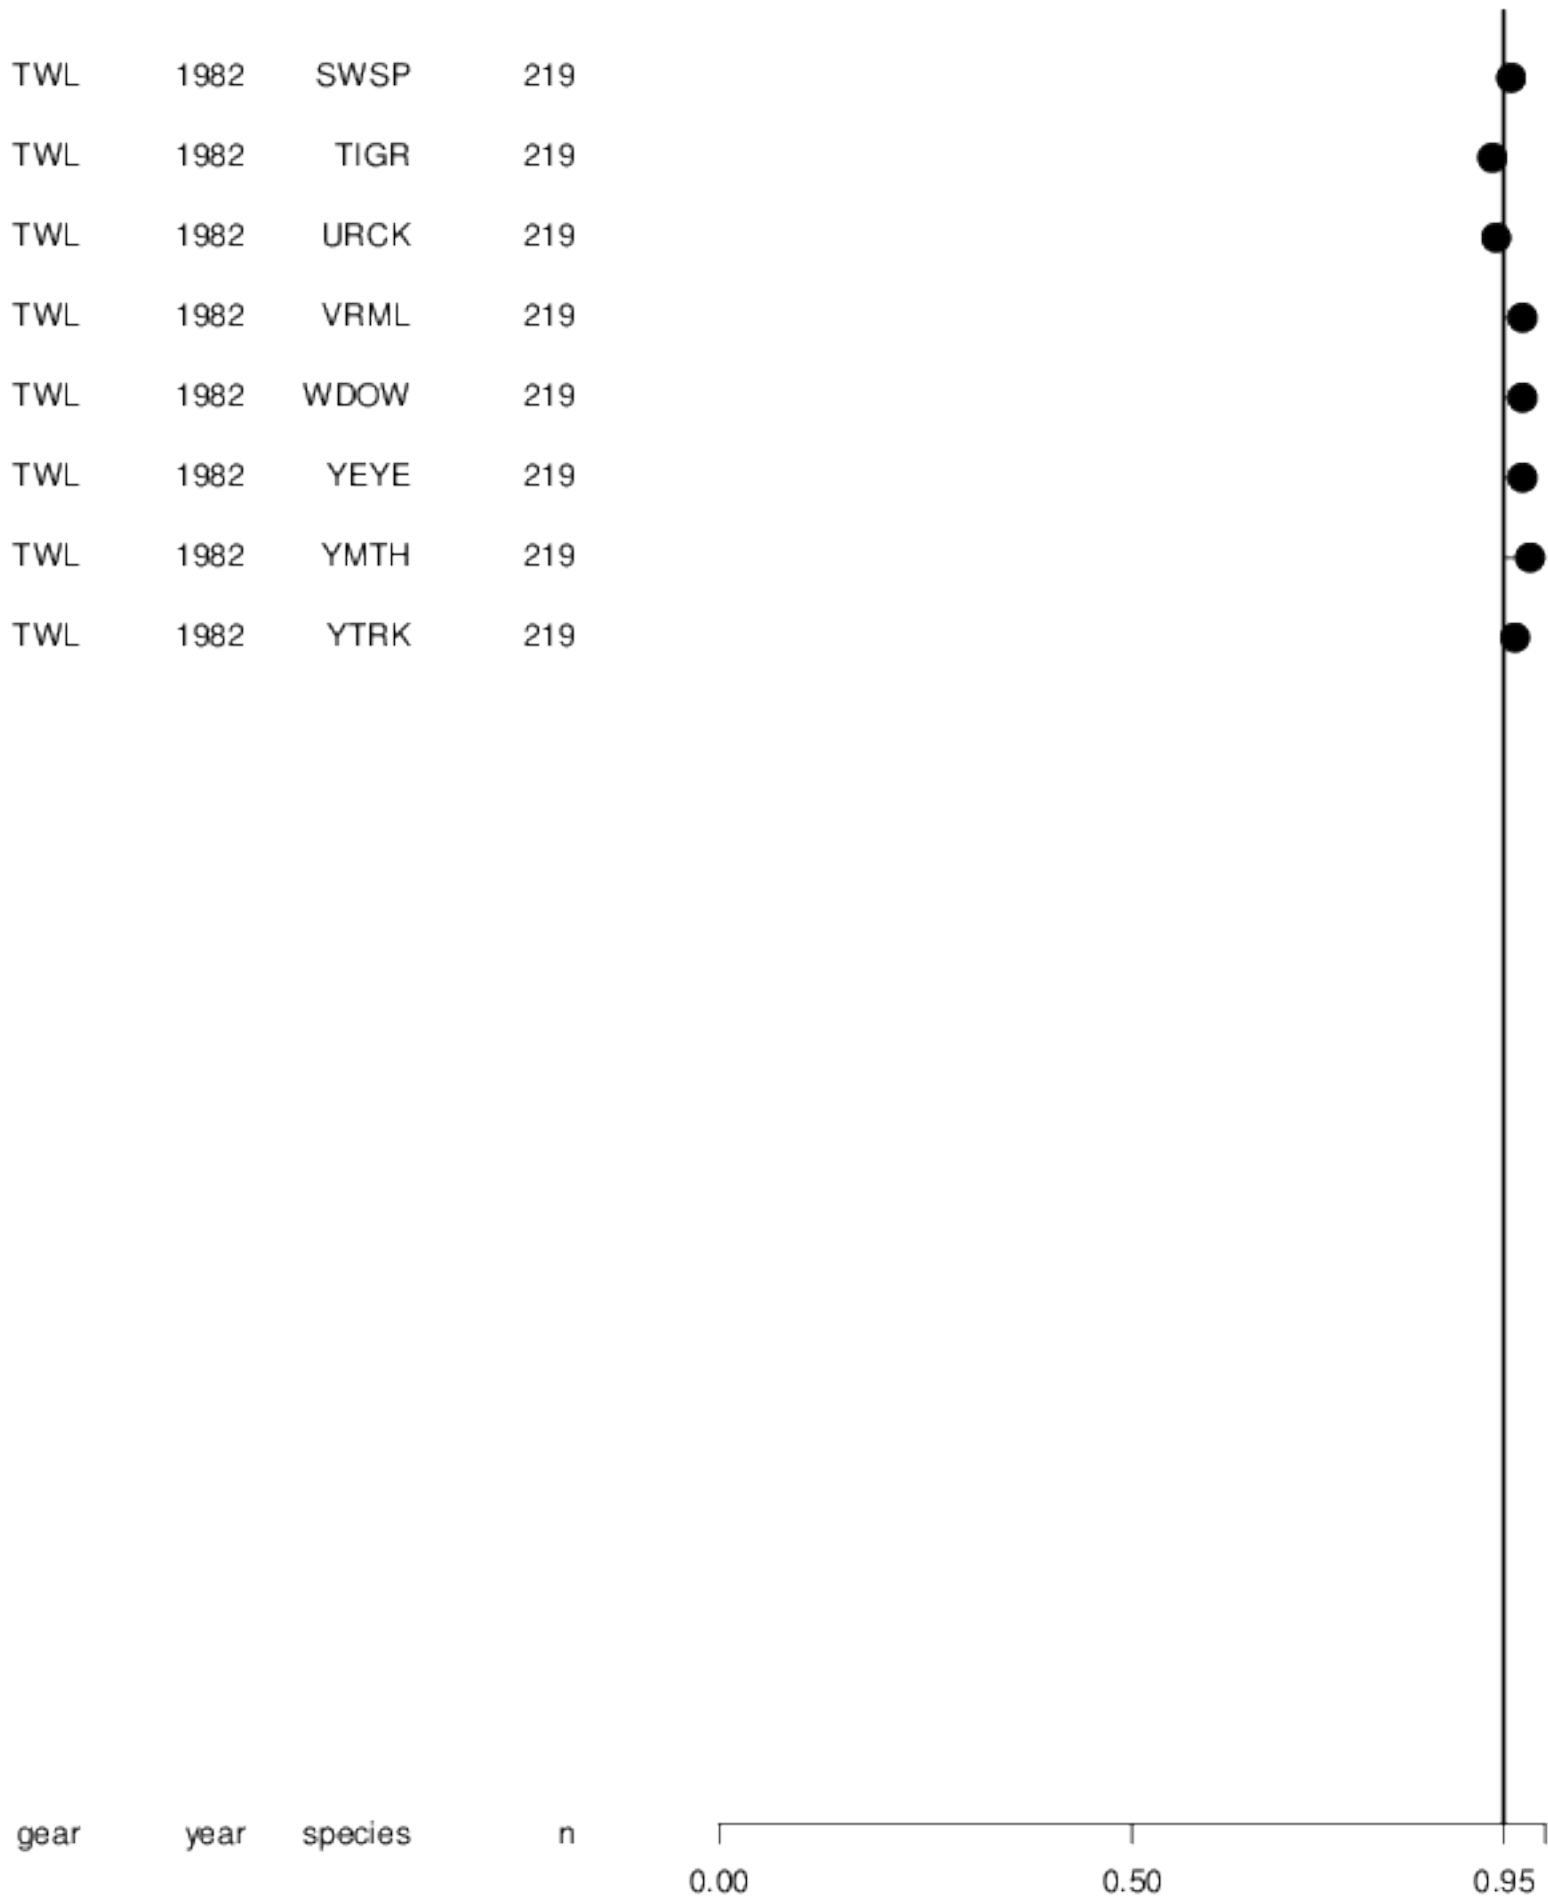 TWL 1982 SWSP 219
TWL 1982 TIGR 219
TWL 1982 URCK 219
TWL 1982 VRML 219
TWL 1982 WDOW 219
TWL 1982 YEYE 219
TWL 1982 YMTH 219
TWL 1982 YTRK 219
gear year species n
0.00 0.50 0.95